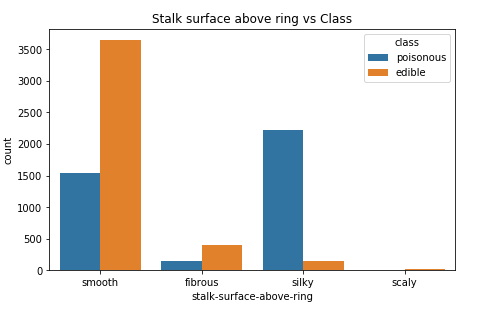 Stalk surface above ring vs Class
class
poisonous
edible
count
3500
3000
2500
2000
1500
1000
500
0
smooth fibrous silky scaly
stalk-surface-above-ring